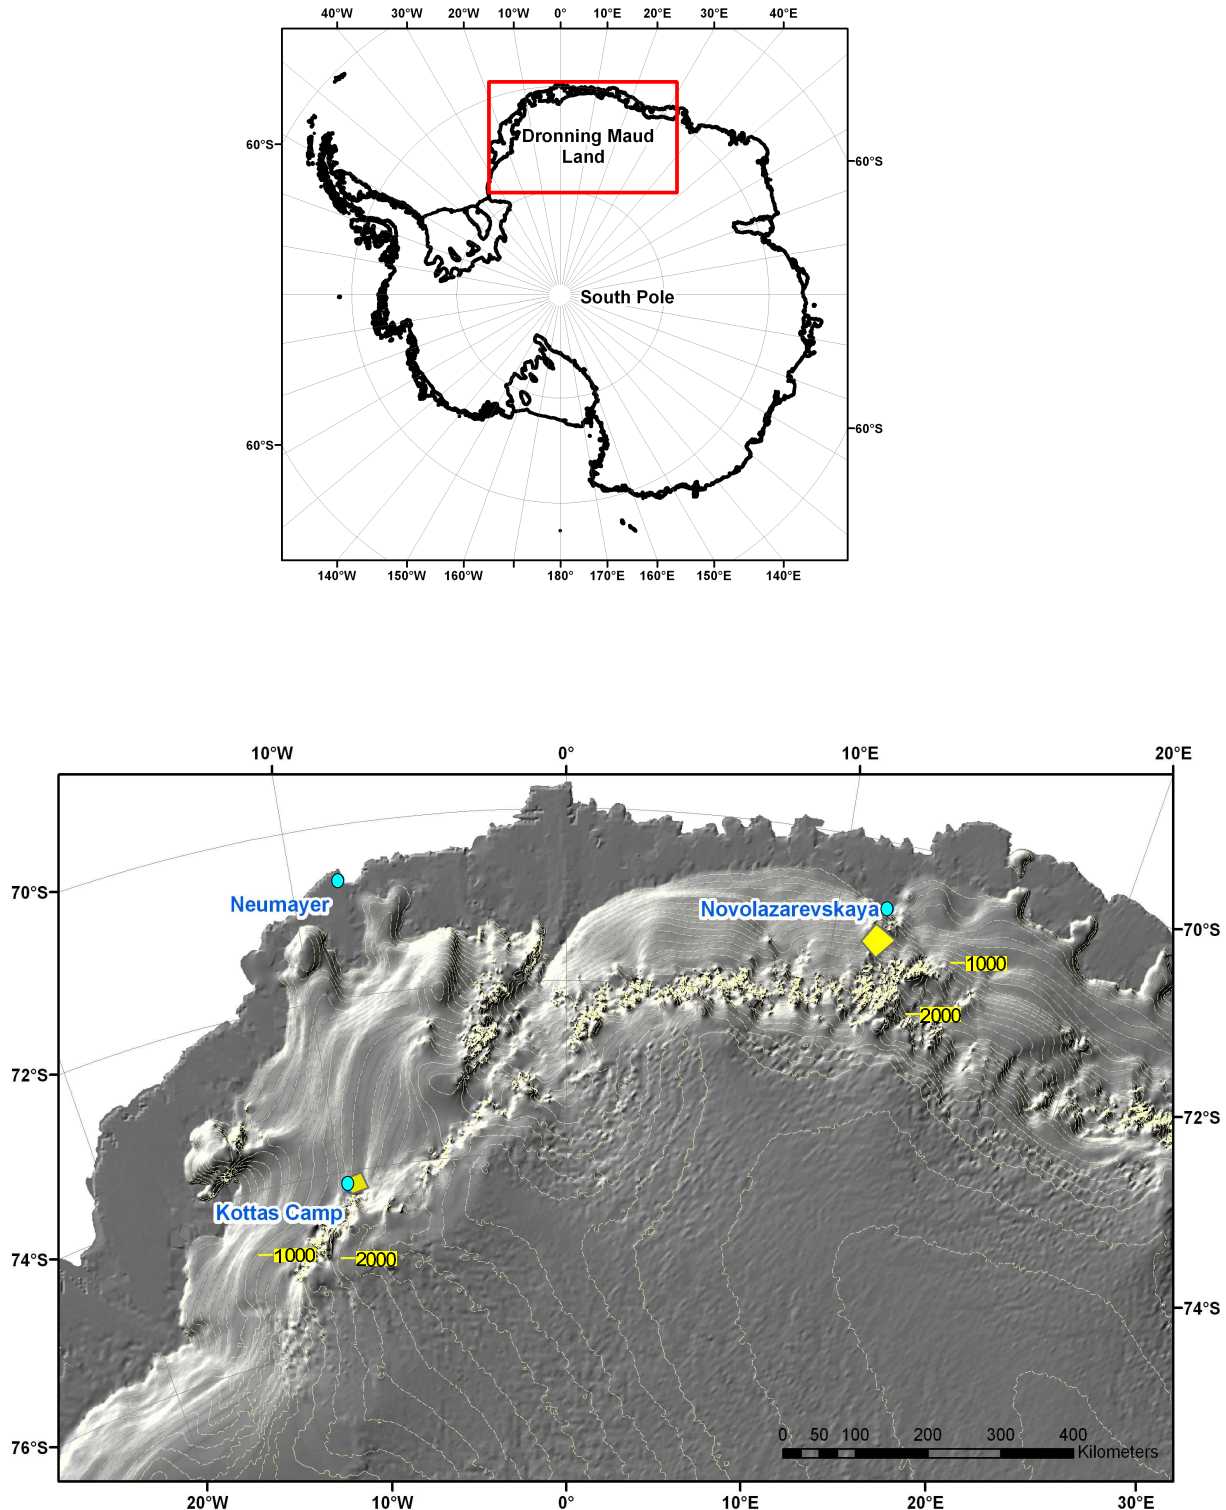 40°W 30°W 20°W 10°W 0° 10°E 20°E 30°E 40°E
Dronning Maud
Land
60°S 60°S
South Pole
60°S 60°S
140°W 150°W 160°W 180° 170°E 160°E 150°E 140°E
10°W 0° 10°E 20°E
70°S
Neumayer
Novolazarevskaya
70°S
1000
2000
72°S
72°S
Kottas Camp
1000
2000
74°S
74°S
76°S
0 50 100 200 300 400
Kilometers
20°W 10°W 0° 10°E 20°E 30°E